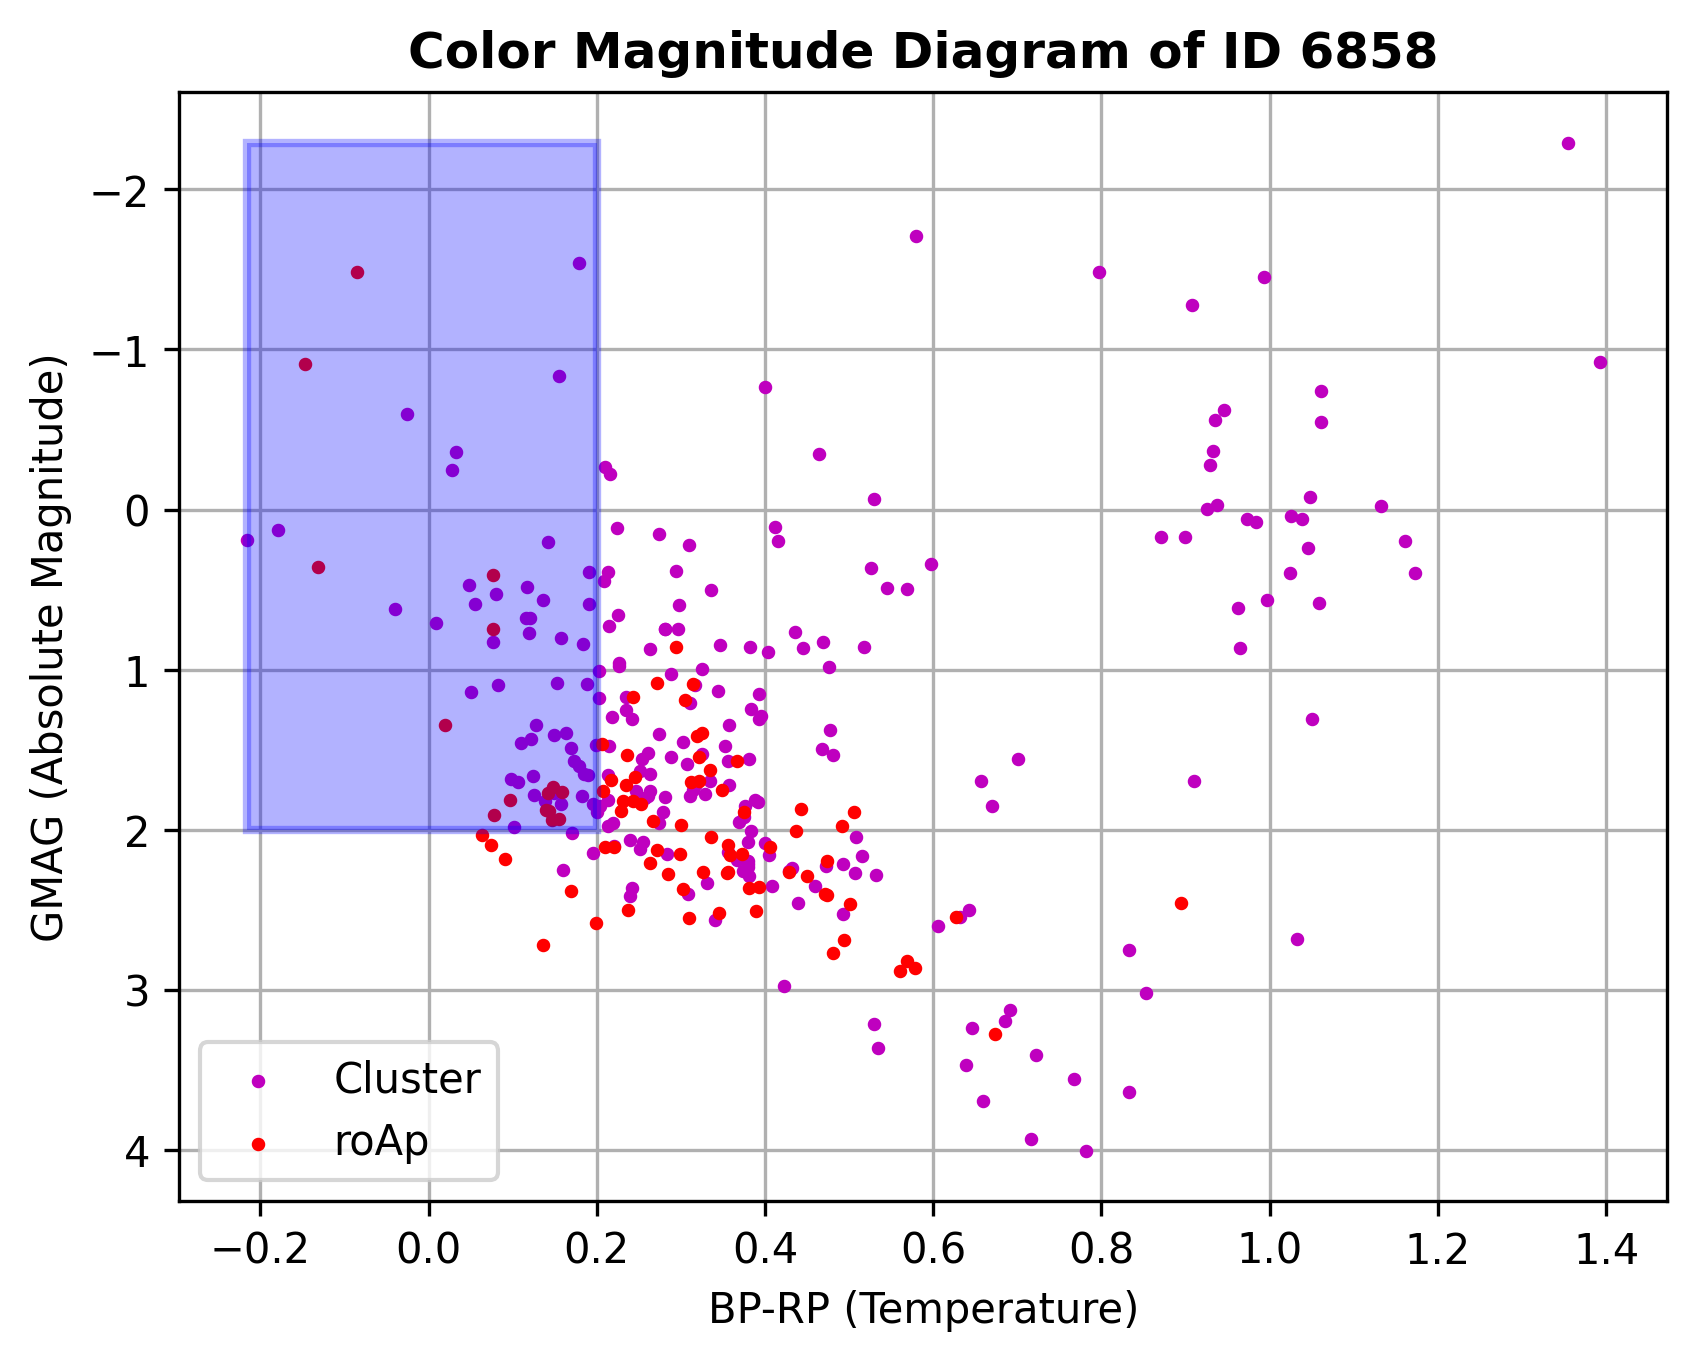 Color Magnitude Diagram of ID 6858
GMAG (Absolute Magnitude)
−2
−1
0
1
2
3
4
Cluster
roAp
−0.2 0.0 0.2 0.4 0.6 0.8 1.0 1.2 1.4
BP-RP (Temperature)